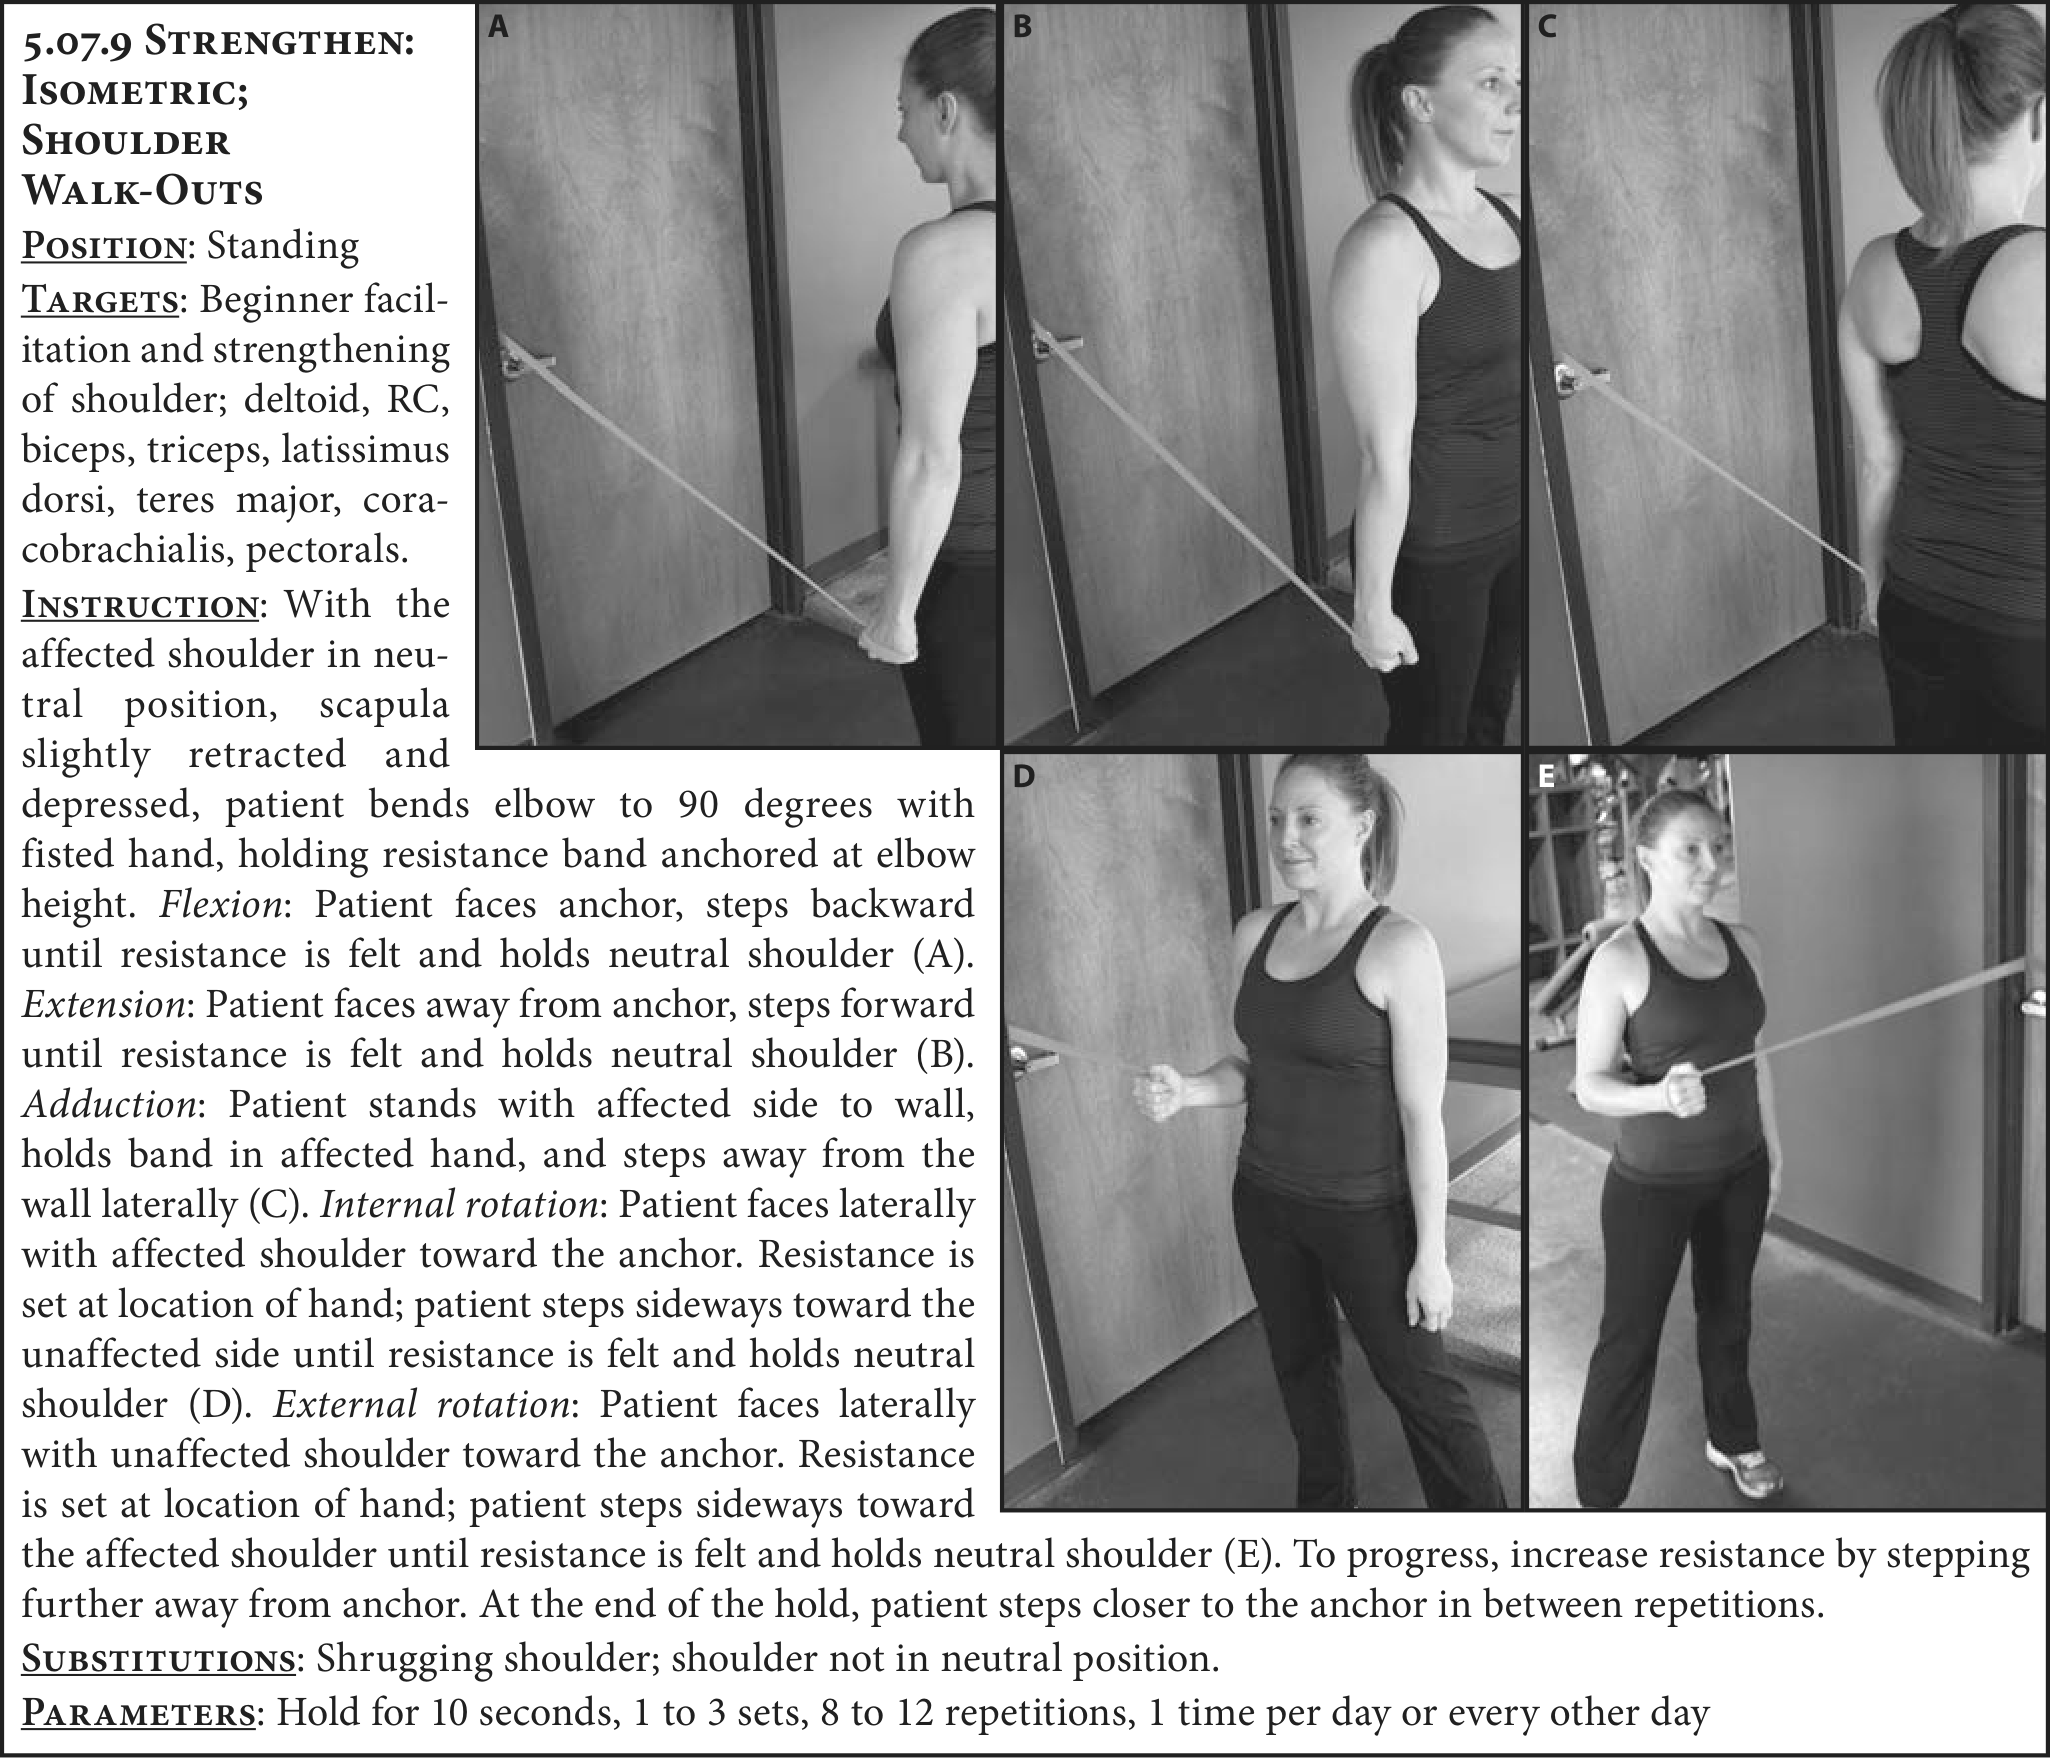 5.07.9 STRENGTHEN:
ISOMETRIC;
SHOULDER
WALK-OUTS
POSITION: Standing
TARGETS: Beginner facil-
itation and strengthening
of shoulder; deltoid, RC,
biceps, triceps, latissimus
dorsi, teres major, cora-
cobrachialis, pectorals.
INSTRUCTION: With the
affected shoulder in neu-
tral position, scapula
slightly retracted and
depressed, patient bends elbow to 90 degrees with
fisted hand, holding resistance band anchored at elbow
height. Flexion: Patient faces anchor, steps backward
until resistance is felt and holds neutral shoulder (A).
Extension: Patient faces away from anchor, steps forward
until resistance is felt and holds neutral shoulder (B).
Adduction: Patient stands with affected side to wall,
holds band in affected hand, and steps away from the
wall laterally (C). Internal rotation: Patient faces laterally
with affected shoulder toward the anchor. Resistance is
set at location of hand; patient steps sideways toward the
unaffected side until resistance is felt and holds neutral
shoulder (D). External rotation: Patient faces laterally
with unaffected shoulder toward the anchor. Resistance
is set at location of hand; patient steps sideways toward
the affected shoulder until resistance is felt and holds neutral shoulder (E). To progress, increase resistance by stepping
further away from anchor. At the end of the hold, patient steps closer to the anchor in between repetitions.
SUBSTITUTIONS: Shrugging shoulder; shoulder not in neutral position.
PARAMETERS: Hold for 10 seconds, 1 to 3 sets, 8 to 12 repetitions, 1 time per day or every other day
A
B
C
D
E